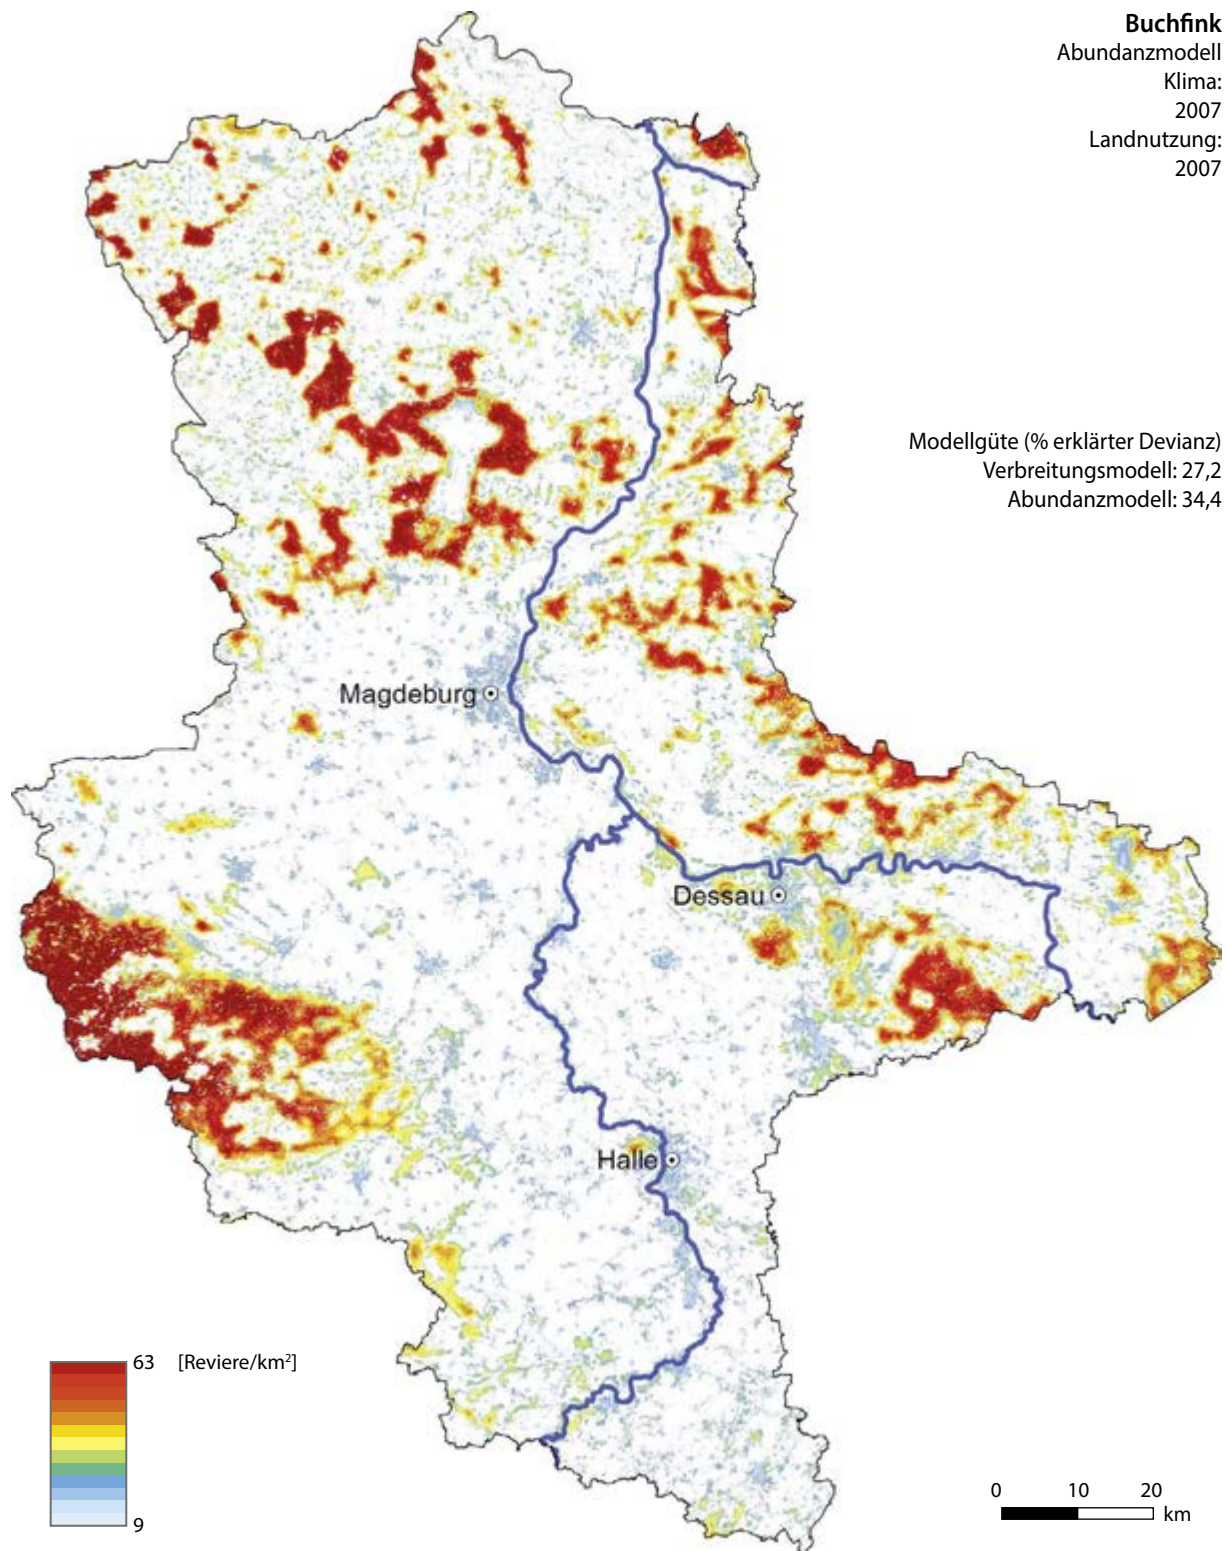 Buchfink
Abundanzmodell
Klima:
2007
Landnutzung:
2007
Modellgüte (% erklärter Devianz)
Verbreitungsmodell: 27,2
Abundanzmodell: 34,4
Magdeburg
Dessau
Halle
63 [Reviere/km²]
9
0 10 20
km